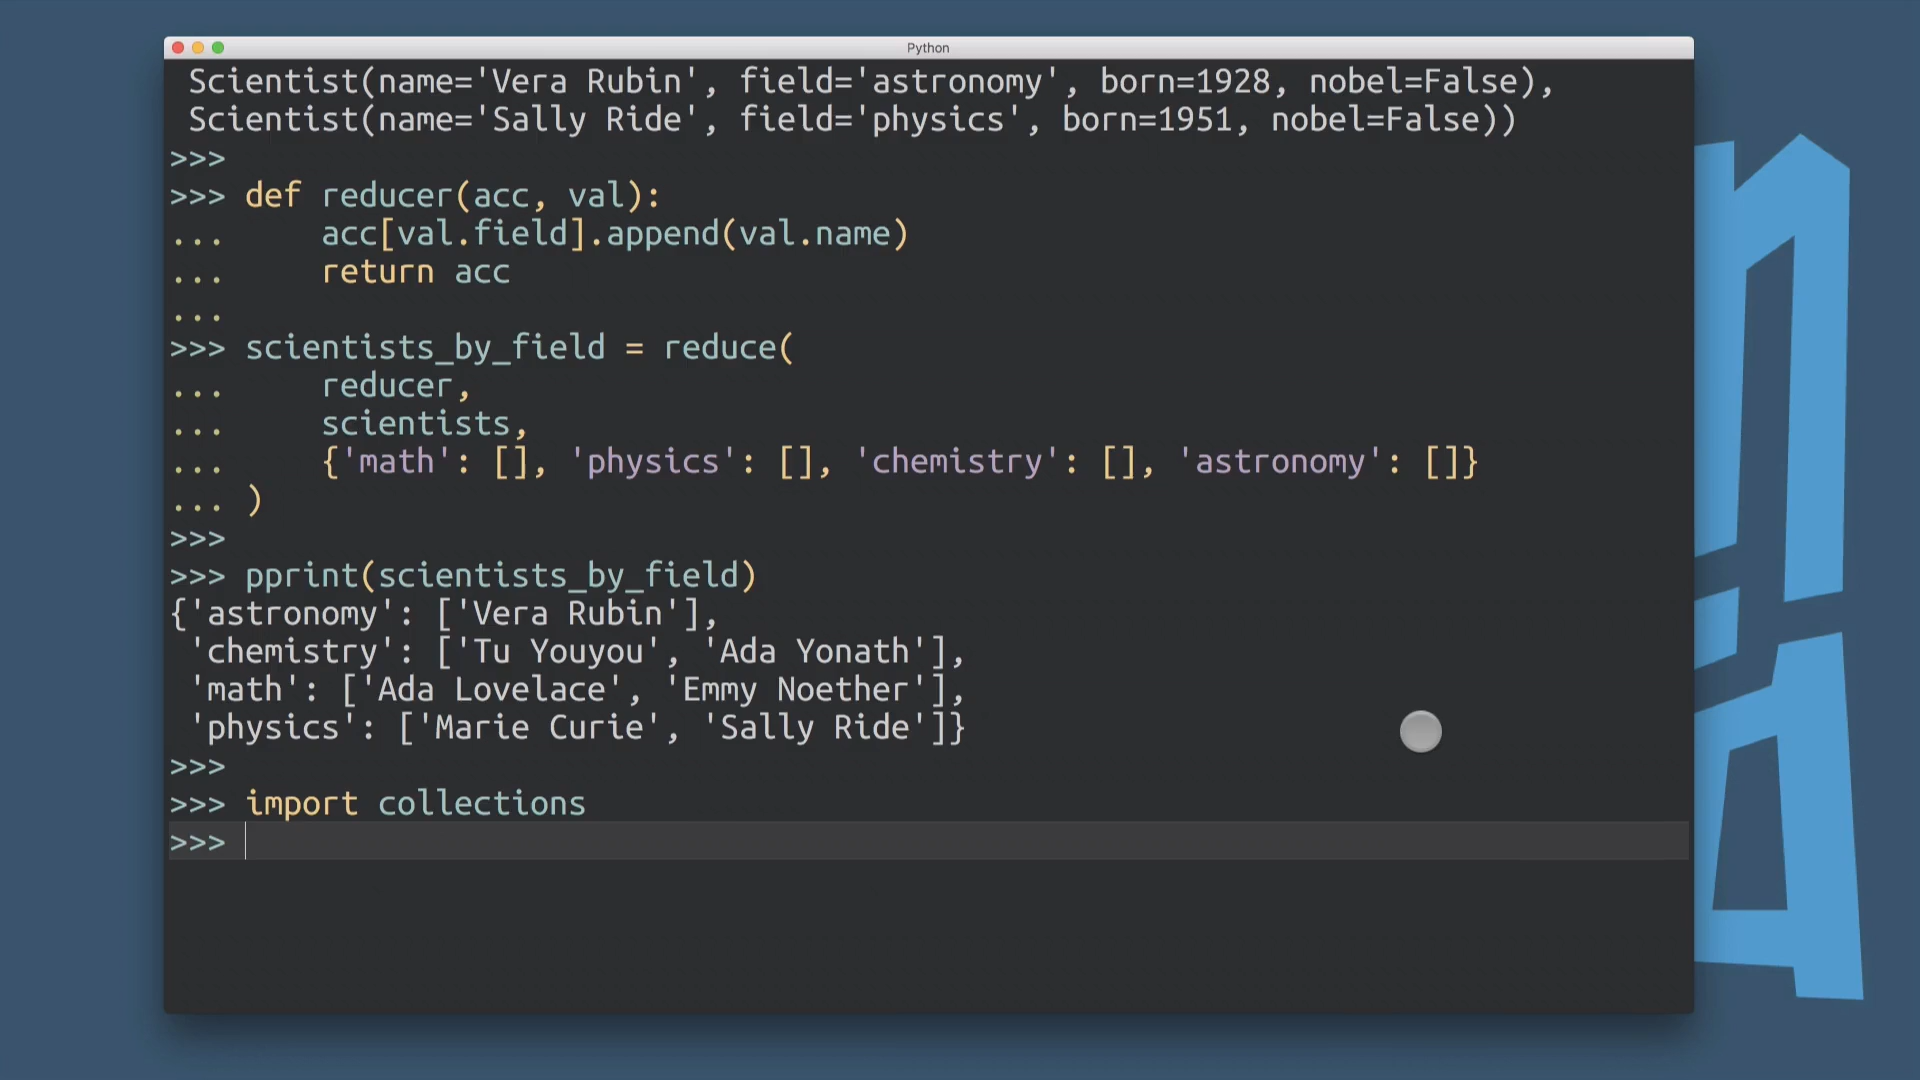 Python
Scientist(name='Vera Rubin', field='astronomy', born=1928, nobel=False),
Scientist(name='Sally Ride', field='physics', born=1951, nobel=False))
>>>
>>> def reducer(acc, val):
...     acc[val.field].append(val.name)
...     return acc
...
>>> scientists_by_field = reduce(
...     reducer,
...     scientists,
...     {'math': [], 'physics': [], 'chemistry': [], 'astronomy': []}
... )
>>>
>>> pprint(scientists_by_field)
{'astronomy': ['Vera Rubin'],
 'chemistry': ['Tu Youyou', 'Ada Yonath'],
 'math': ['Ada Lovelace', 'Emmy Noether'],
 'physics': ['Marie Curie', 'Sally Ride']}
>>>
>>> import collections
>>>